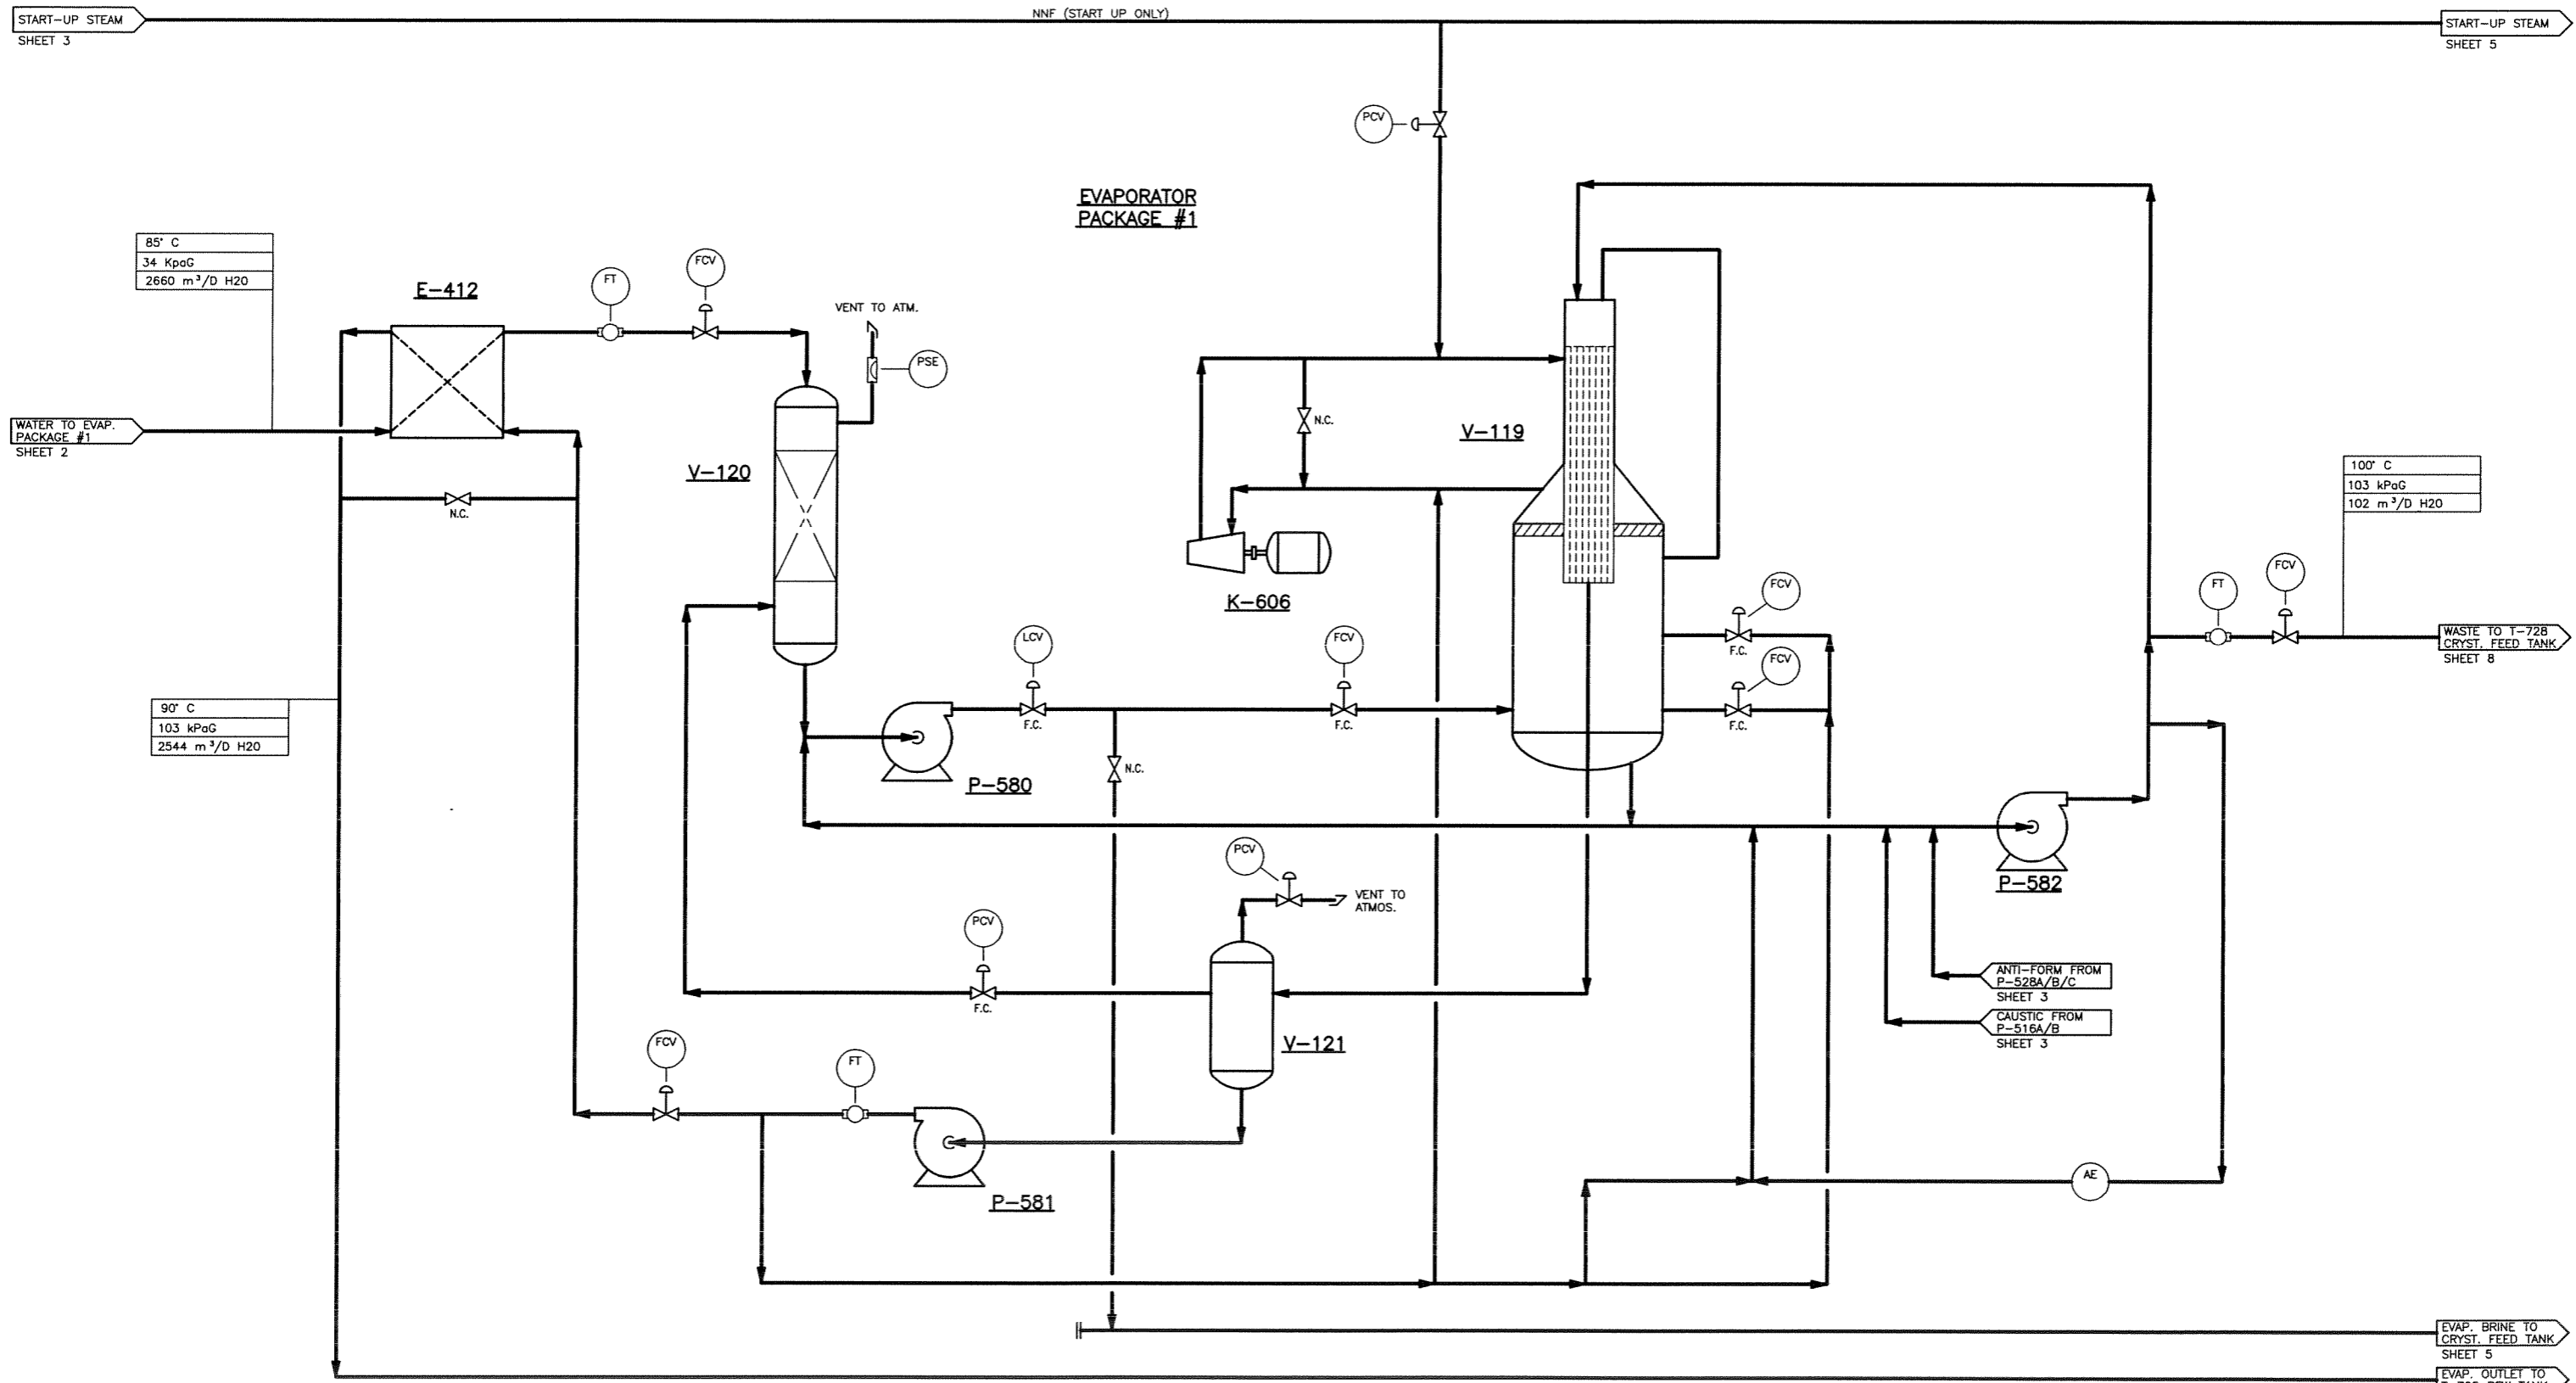 START-UP STEAM
SHEET 3
NNF (START UP ONLY)
START-UP STEAM
SHEET 5
PCV
EVAPORATOR
PACKAGE #1
85° C
34 KpaG
2660 m³/D H20
E-412
FT
FCV
VENT TO ATM.
PSE
WATER TO EVAP.
PACKAGE #1
SHEET 2
N.C.
V-120
N.C.
V-119
K-606
100° C
103 kPaG
102 m³/D H20
FT
FCV
WASTE TO T-728
CRYST. FEED TANK
SHEET 8
FCV
F.C.
FCV
F.C.
LCV
F.C.
FCV
F.C.
90° C
103 kPaG
2544 m³/D H20
P-580
N.C.
P-582
PCV
VENT TO
ATMOS.
PCV
F.C.
V-121
ANTI-FORM FROM
P-528A/B/C
SHEET 3
CAUSTIC FROM
P-516A/B
SHEET 3
FCV
FT
P-581
AE
EVAP. BRINE TO
CRYST. FEED TANK
SHEET 5
EVAP. OUTLET TO